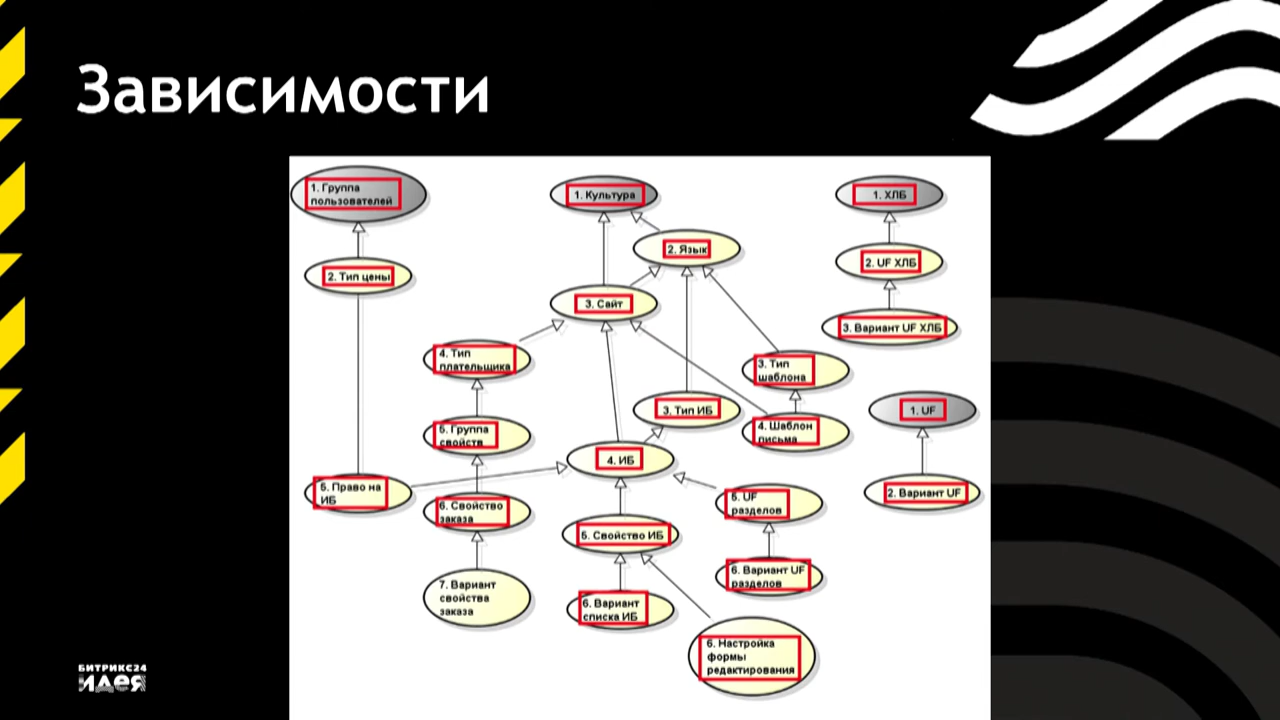 Зависимости
1. Группа
пользователей
1. Культура
1. ХЛБ
2. Язык
2. UF ХЛБ
2. Тип цены
3. Сайт
3. Вариант UF ХЛБ
4. Тип
плательщика
3. Тип
шаблона
3. Тип ИБ
1. UF
5. Группа
свойств
4. Шаблон
письма
4. ИБ
5. Право на
ИБ
2. Вариант UF
6. Свойство
заказа
5. UF
разделов
5. Свойство ИБ
6. Вариант UF
разделов
7. Вариант
свойства
заказа
6. Вариант
списка ИБ
6. Настройка
формы
редактирования
БИТРИКС24
идея